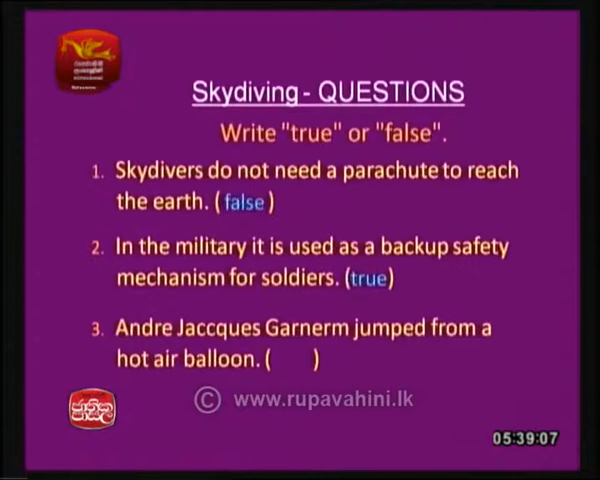 Skydiving - QUESTIONS
Write "true" or "false".
1. Skydivers do not need a parachute to reach
the earth. ( false )
2. In the military it is used as a backup safety
mechanism for soldiers. (true)
3. Andre Jaccques Garnerm jumped from a
hot air balloon. (       )
© www.rupavahini.lk
05:39:07